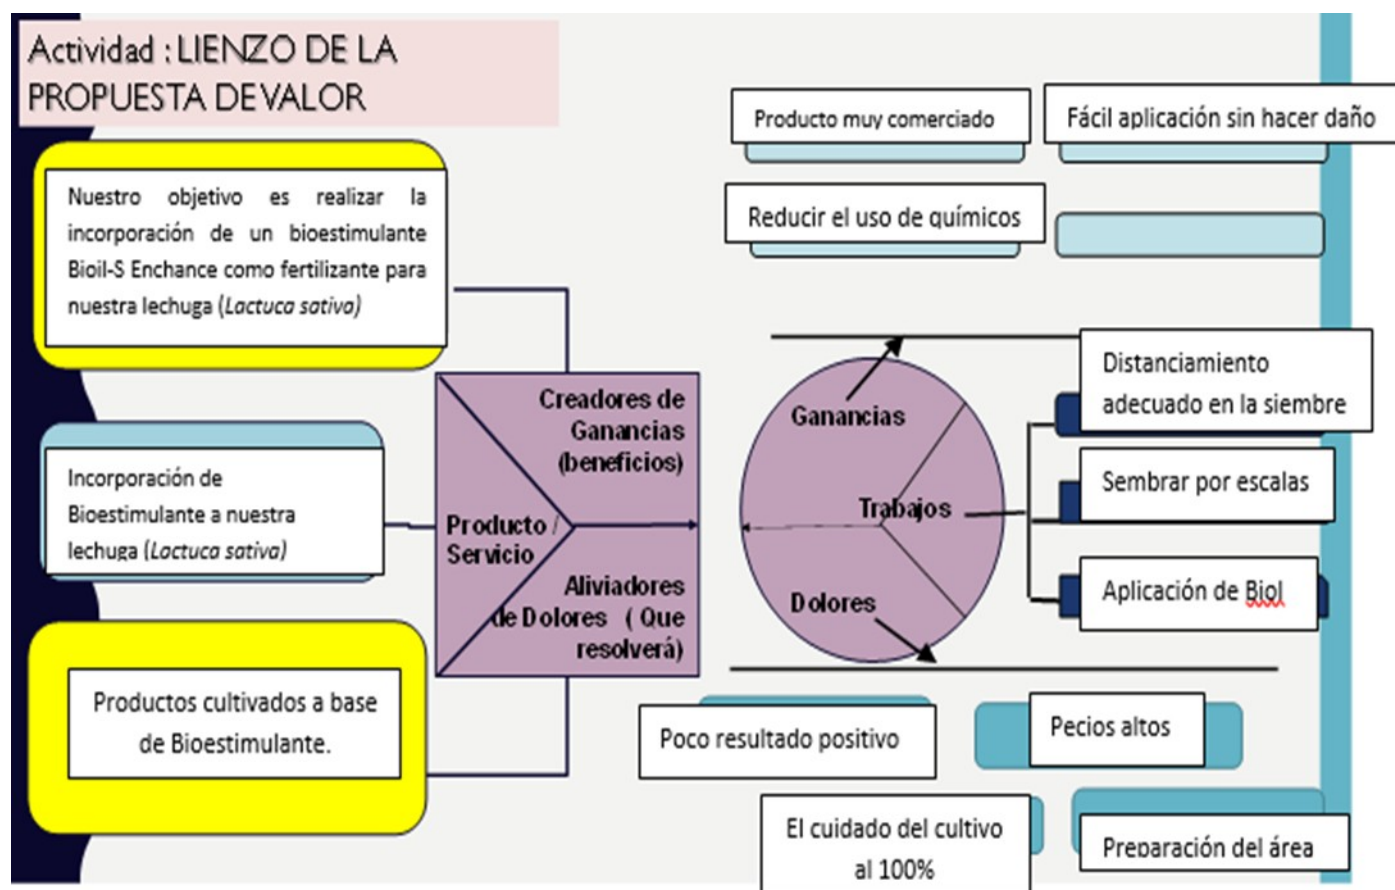 Actividad : LIENZO DE LA
PROPUESTA DE VALOR
Nuestro objetivo es realizar la
incorporación de un bioestimulante
Bioil-S Enchance como fertilizante para
nuestra lechuga (Lactuca sativa)
Incorporación de
Bioestimulante a nuestra
lechuga (Lactuca sativa)
Productos cultivados a base
de Bioestimulante.
Creadores de
Ganancias
(beneficios)
Producto /
Servicio
Aliviadores
de Dolores ( Que
resolverá)
Producto muy comerciado
Fácil aplicación sin hacer daño
Reducir el uso de químicos
Ganancias
Trabajos
Dolores
Distanciamiento
adecuado en la siembre
Sembrar por escalas
Aplicación de Biol
Poco resultado positivo
Pecios altos
El cuidado del cultivo
al 100%
Preparación del área